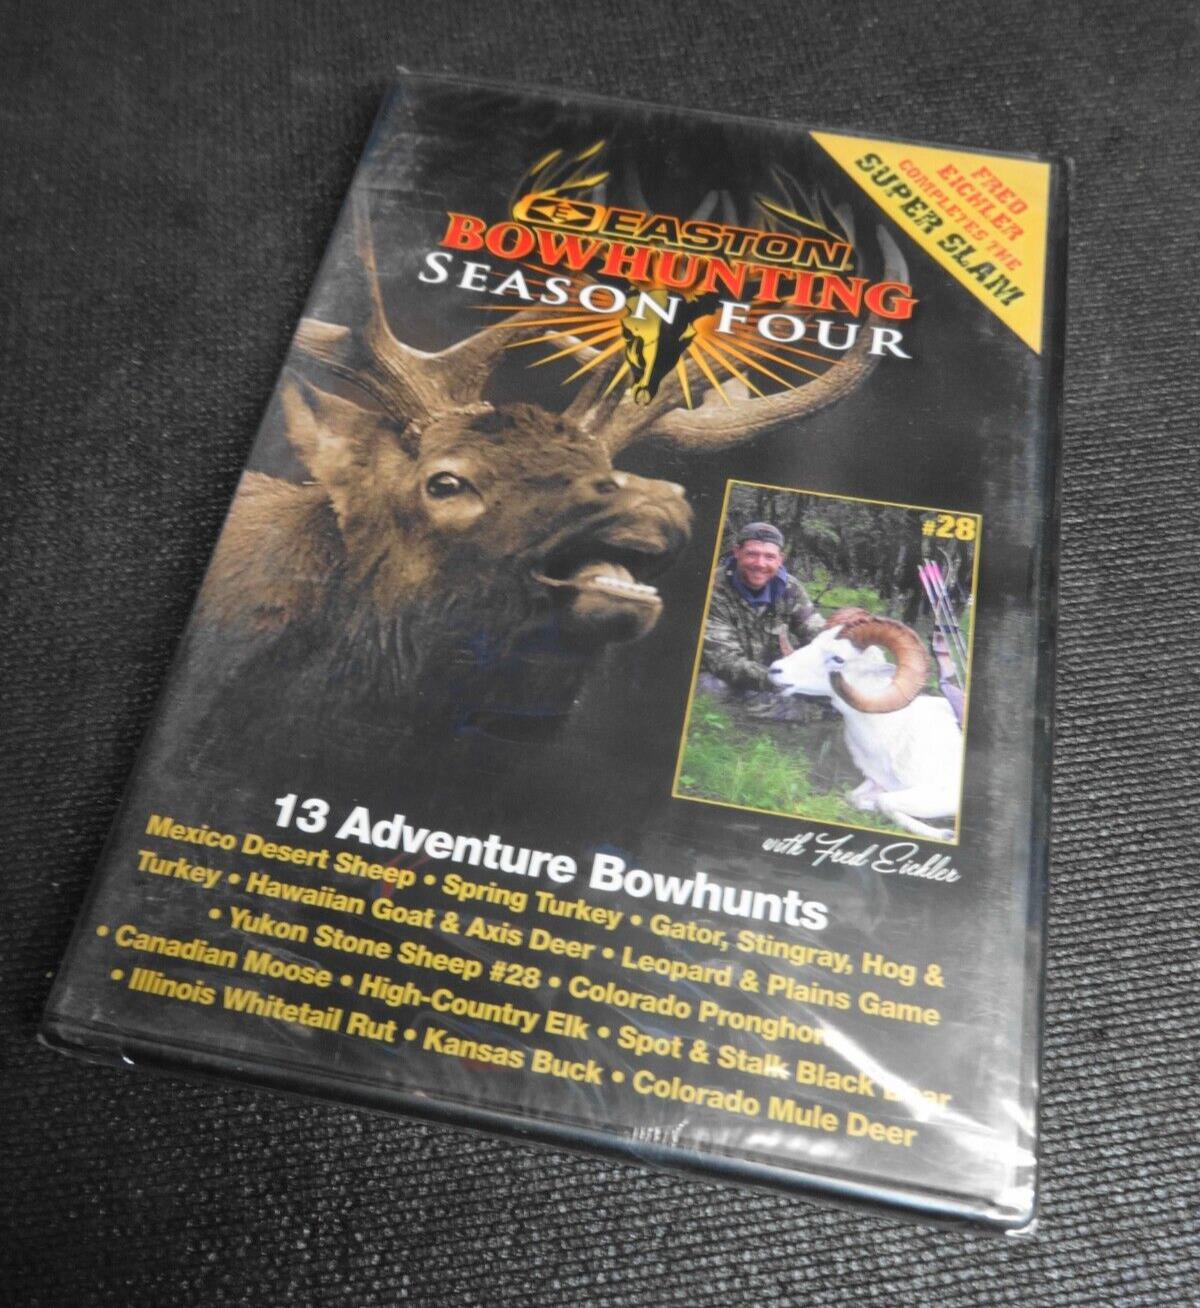 FRED
EICHLER
COMPLETES THE
SUPER SLAM
E EASTON
BOWHUNTING
SEASON FOUR
#28
with Fred Eichler
13 Adventure Bowhunts
Mexico Desert Sheep • Spring Turkey • Gator, Stingray, Hog &
Turkey • Hawaiian Goat & Axis Deer • Leopard & Plains Game
• Yukon Stone Sheep #28 • Colorado Pronghorn
• Canadian Moose • High-Country Elk • Spot & Stalk Black Bear
• Illinois Whitetail Rut • Kansas Buck • Colorado Mule Deer